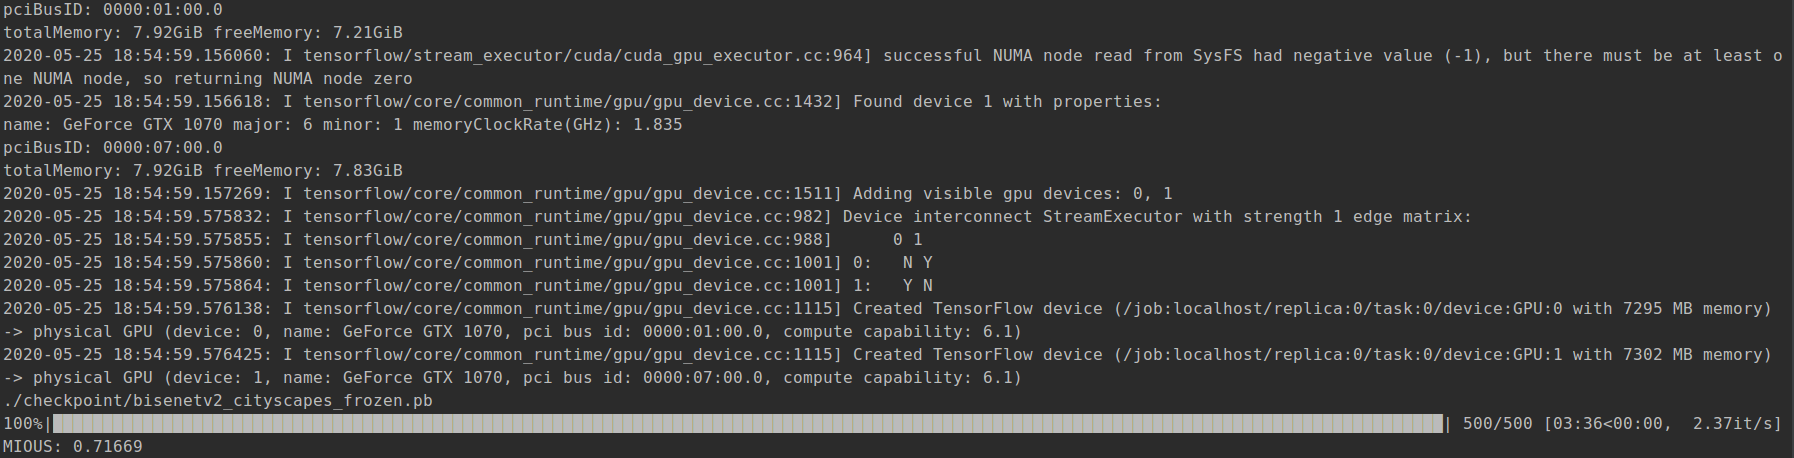 pciBusID: 0000:01:00.0
totalMemory: 7.92GiB freeMemory: 7.21GiB
2020-05-25 18:54:59.156060: I tensorflow/stream_executor/cuda/cuda_gpu_executor.cc:964] successful NUMA node read from SysFS had negative value (-1), but there must be at least o
ne NUMA node, so returning NUMA node zero
2020-05-25 18:54:59.156618: I tensorflow/core/common_runtime/gpu/gpu_device.cc:1432] Found device 1 with properties:
name: GeForce GTX 1070 major: 6 minor: 1 memoryClockRate(GHz): 1.835
pciBusID: 0000:07:00.0
totalMemory: 7.92GiB freeMemory: 7.83GiB
2020-05-25 18:54:59.157269: I tensorflow/core/common_runtime/gpu/gpu_device.cc:1511] Adding visible gpu devices: 0, 1
2020-05-25 18:54:59.575832: I tensorflow/core/common_runtime/gpu/gpu_device.cc:982] Device interconnect StreamExecutor with strength 1 edge matrix:
2020-05-25 18:54:59.575855: I tensorflow/core/common_runtime/gpu/gpu_device.cc:988]      0 1
2020-05-25 18:54:59.575860: I tensorflow/core/common_runtime/gpu/gpu_device.cc:1001] 0:   N Y
2020-05-25 18:54:59.575864: I tensorflow/core/common_runtime/gpu/gpu_device.cc:1001] 1:   Y N
2020-05-25 18:54:59.576138: I tensorflow/core/common_runtime/gpu/gpu_device.cc:1115] Created TensorFlow device (/job:localhost/replica:0/task:0/device:GPU:0 with 7295 MB memory)
-> physical GPU (device: 0, name: GeForce GTX 1070, pci bus id: 0000:01:00.0, compute capability: 6.1)
2020-05-25 18:54:59.576425: I tensorflow/core/common_runtime/gpu/gpu_device.cc:1115] Created TensorFlow device (/job:localhost/replica:0/task:0/device:GPU:1 with 7302 MB memory)
-> physical GPU (device: 1, name: GeForce GTX 1070, pci bus id: 0000:07:00.0, compute capability: 6.1)
./checkpoint/bisenetv2_cityscapes_frozen.pb
100%| | 500/500 [03:36<00:00,  2.37it/s]
MIOUS: 0.71669